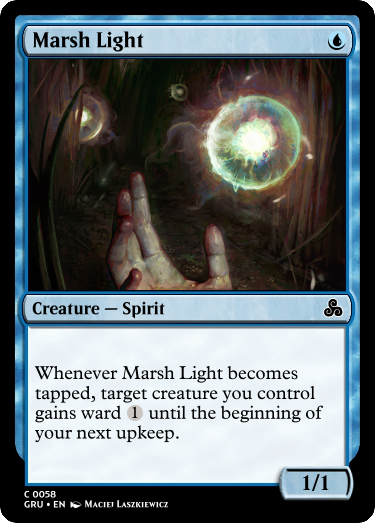 Marsh Light
Creature — Spirit
Whenever Marsh Light becomes
tapped, target creature you control
gains ward 1 until the beginning of
your next upkeep.
1/1
C 0058
GRU • EN Maciej Laszkiewicz